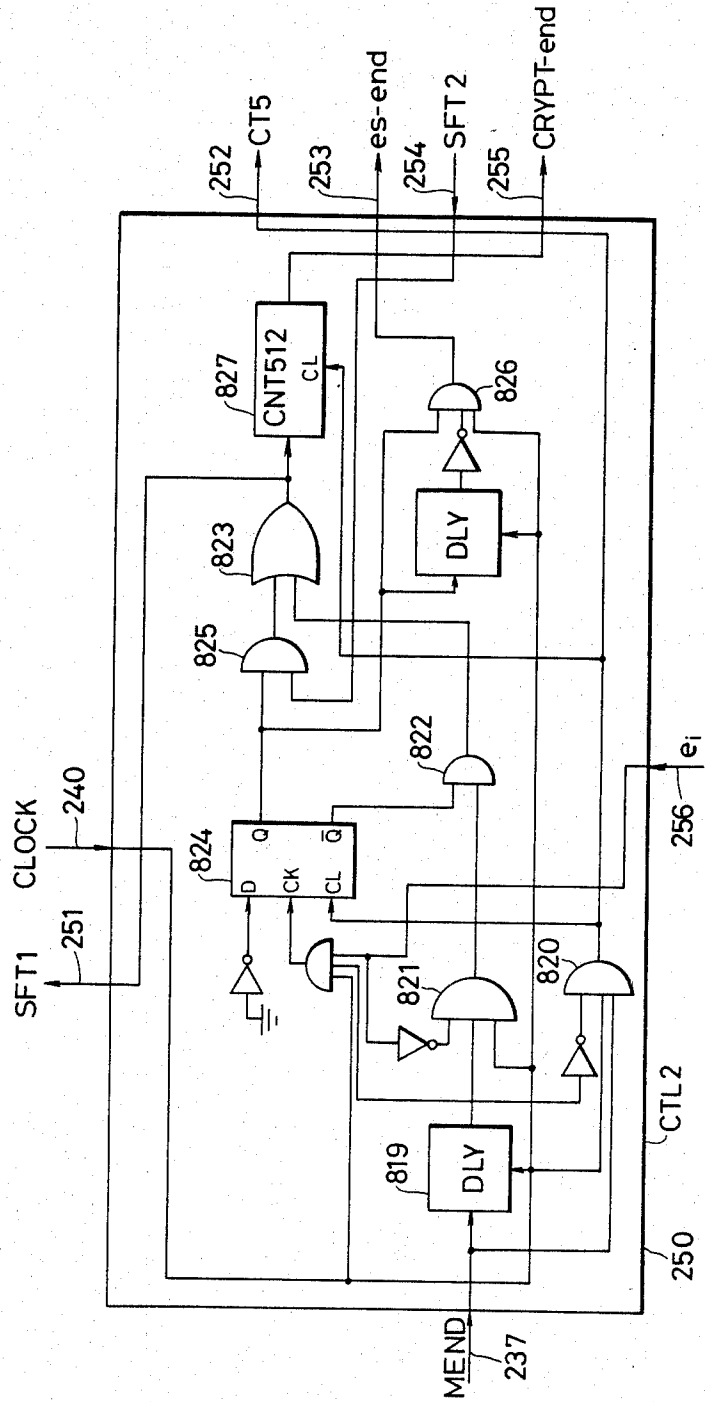 SFT1
251
CLOCK
240
252
CT5
253
es-end
254
SFT2
255
CRYPT-end
827
CNT512
CL
823
825
824
D
Q
CK
Q̅
CL
822
826
DLY
821
820
819
DLY
MEND
237
250
CTL2
256
ei